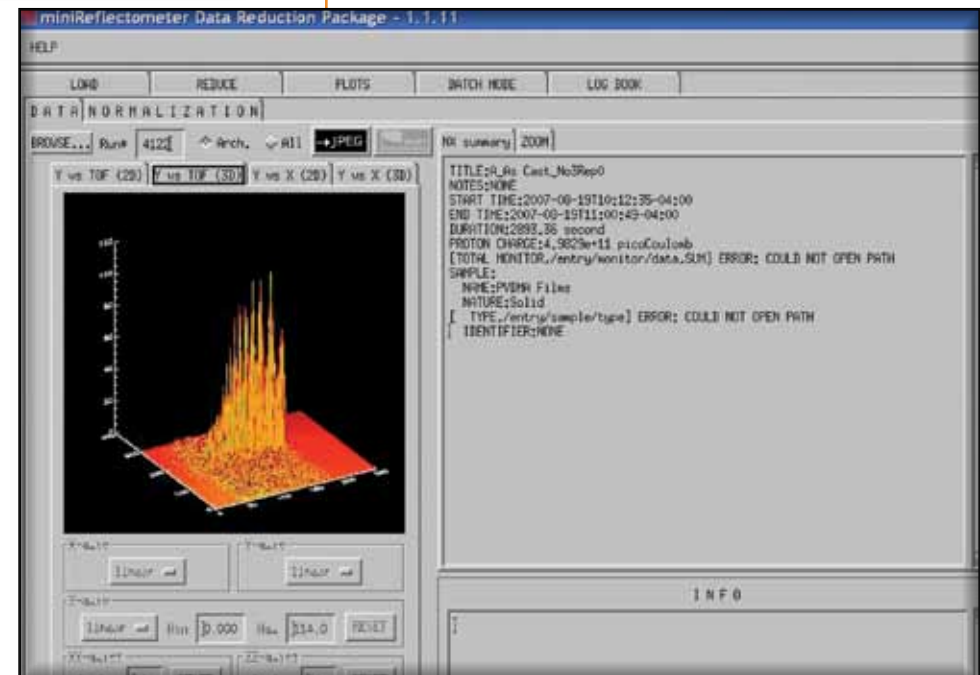 miniReflectometer Data Reduction Package - 1.1.11
HELP
LOAD REDUCE PLOTS BATCH MODE LOG BOOK
DATA NORMALIZATION
BROWSE... Run# 4122 Arch. All →JPEG
Y vs TOF (2D) Y vs TOF (3D) Y vs X (2D) Y vs X (3D)
NX summary ZOOM
TITLE:A_As Cast_No3Rep0
NOTES:NONE
START TIME:2007-08-19T10:12:35-04:00
END TIME:2007-08-19T11:00:49-04:00
DURATION:2893.36 second
PROTON CHARGE:4.9829e+11 picoCoulomb
[TOTAL MONITOR,/entry/monitor/data,SUM] ERROR: COULD NOT OPEN PATH
SAMPLE:
NAME:PVDMA Films
NATURE:Solid
[ TYPE,/entry/sample/type] ERROR: COULD NOT OPEN PATH
[ IDENTIFIER:NONE
X-axis Y-axis
linear linear
Z-axis
linear Min 0.000 Max 114.0 RESET
INFO